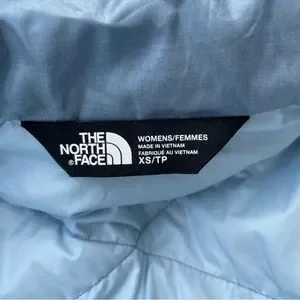 THE
NORTH
FACE
®
WOMENS/FEMMES
MADE IN VIETNAM
FABRIQUÉ AU VIETNAM
XS/TP